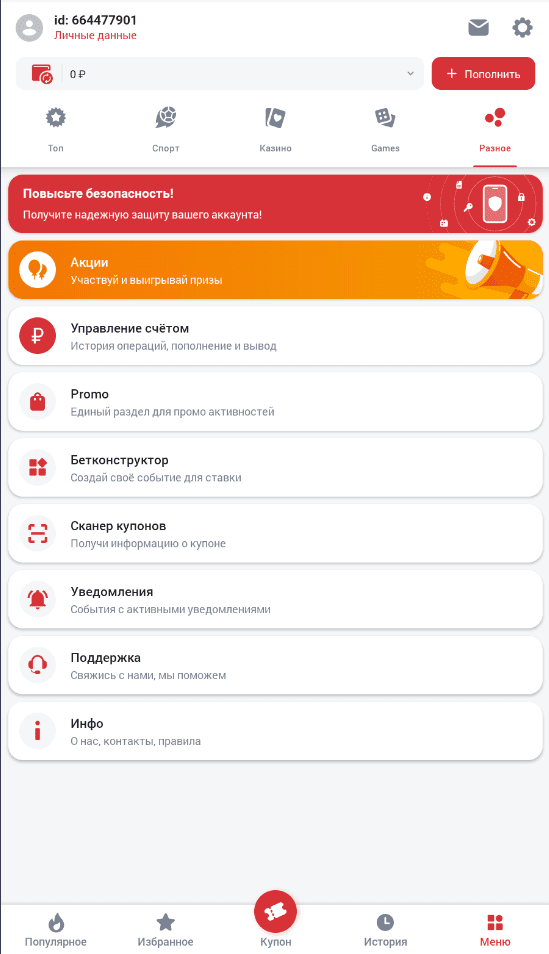 id: 664477901
Личные данные
0 ₽
+ Пополнить
Топ
Спорт
Казино
Games
Разное
Повысьте безопасность!
Получите надежную защиту вашего аккаунта!
Акции
Участвуй и выигрывай призы
Управление счётом
История операций, пополнение и вывод
Promo
Единый раздел для промо активностей
Бетконструктор
Создай своё событие для ставки
Сканер купонов
Получи информацию о купоне
Уведомления
События с активными уведомлениями
Поддержка
Свяжись с нами, мы поможем
Инфо
О нас, контакты, правила
Популярное
Избранное
Купон
История
Меню